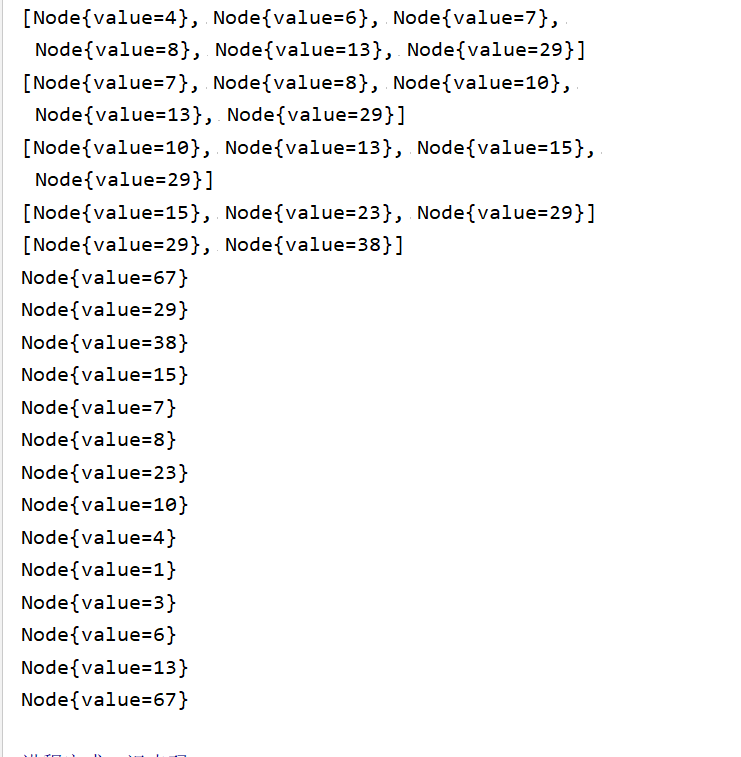 [Node{value=4}, Node{value=6}, Node{value=7},
Node{value=8}, Node{value=13}, Node{value=29}]
[Node{value=7}, Node{value=8}, Node{value=10},
Node{value=13}, Node{value=29}]
[Node{value=10}, Node{value=13}, Node{value=15},
Node{value=29}]
[Node{value=15}, Node{value=23}, Node{value=29}]
[Node{value=29}, Node{value=38}]
Node{value=67}
Node{value=29}
Node{value=38}
Node{value=15}
Node{value=7}
Node{value=8}
Node{value=23}
Node{value=10}
Node{value=4}
Node{value=1}
Node{value=3}
Node{value=6}
Node{value=13}
Node{value=67}